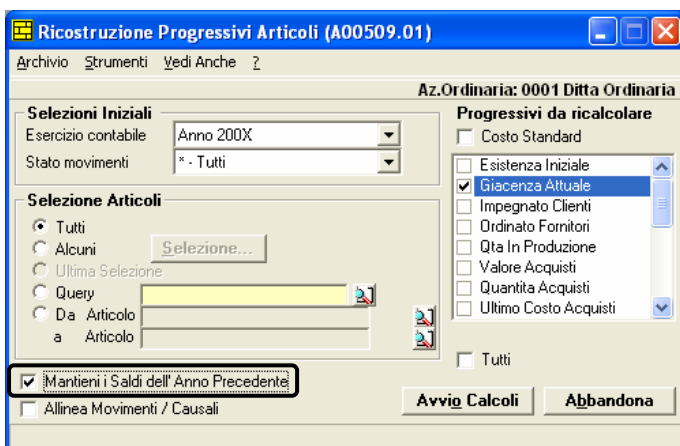 Ricostruzione Progressivi Articoli (A00509.01)
Archivio Strumenti Vedi Anche ?
Az.Ordinaria: 0001 Ditta Ordinaria
Selezioni Iniziali
Esercizio contabile Anno 200X
Stato movimenti * - Tutti
Selezione Articoli
Tutti
Alcuni Selezione...
Ultima Selezione
Query
Da Articolo
a Articolo
Mantieni i Saldi dell' Anno Precedente
Allinea Movimenti / Causali
Progressivi da ricalcolare
Costo Standard
Esistenza Iniziale
Giacenza Attuale
Impegnato Clienti
Ordinato Fornitori
Qta In Produzione
Valore Acquisti
Quantita Acquisti
Ultimo Costo Acquisti
Tutti
Avvio Calcoli Abbandona